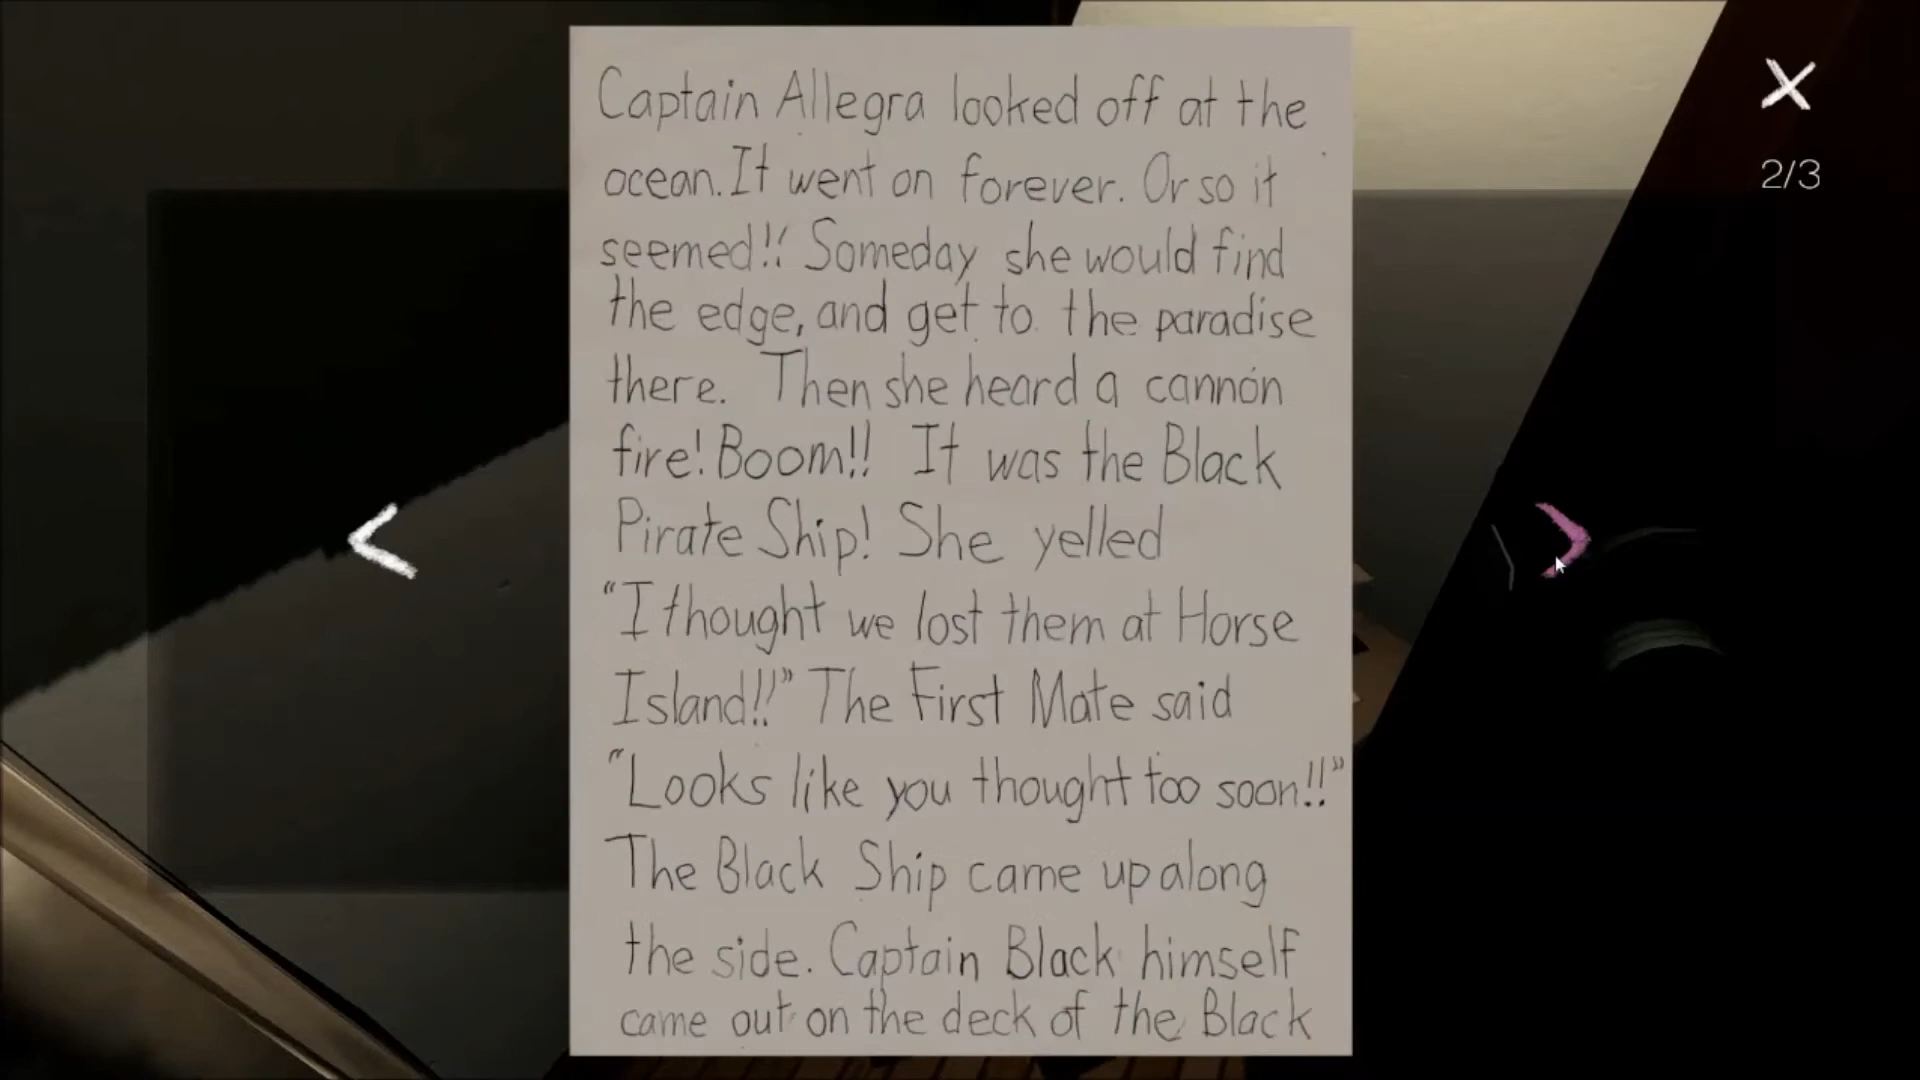 Captain Allegra looked off at the
ocean. It went on forever. Or so it
seemed!! Someday she would find
the edge, and get to the paradise
there. Then she heard a cannon
fire! Boom!! It was the Black
Pirate Ship! She yelled
“I thought we lost them at Horse
Island!!” The First Mate said
“Looks like you thought too soon!!”
The Black Ship came up along
the side. Captain Black himself
came out on the deck of the Black
2/3